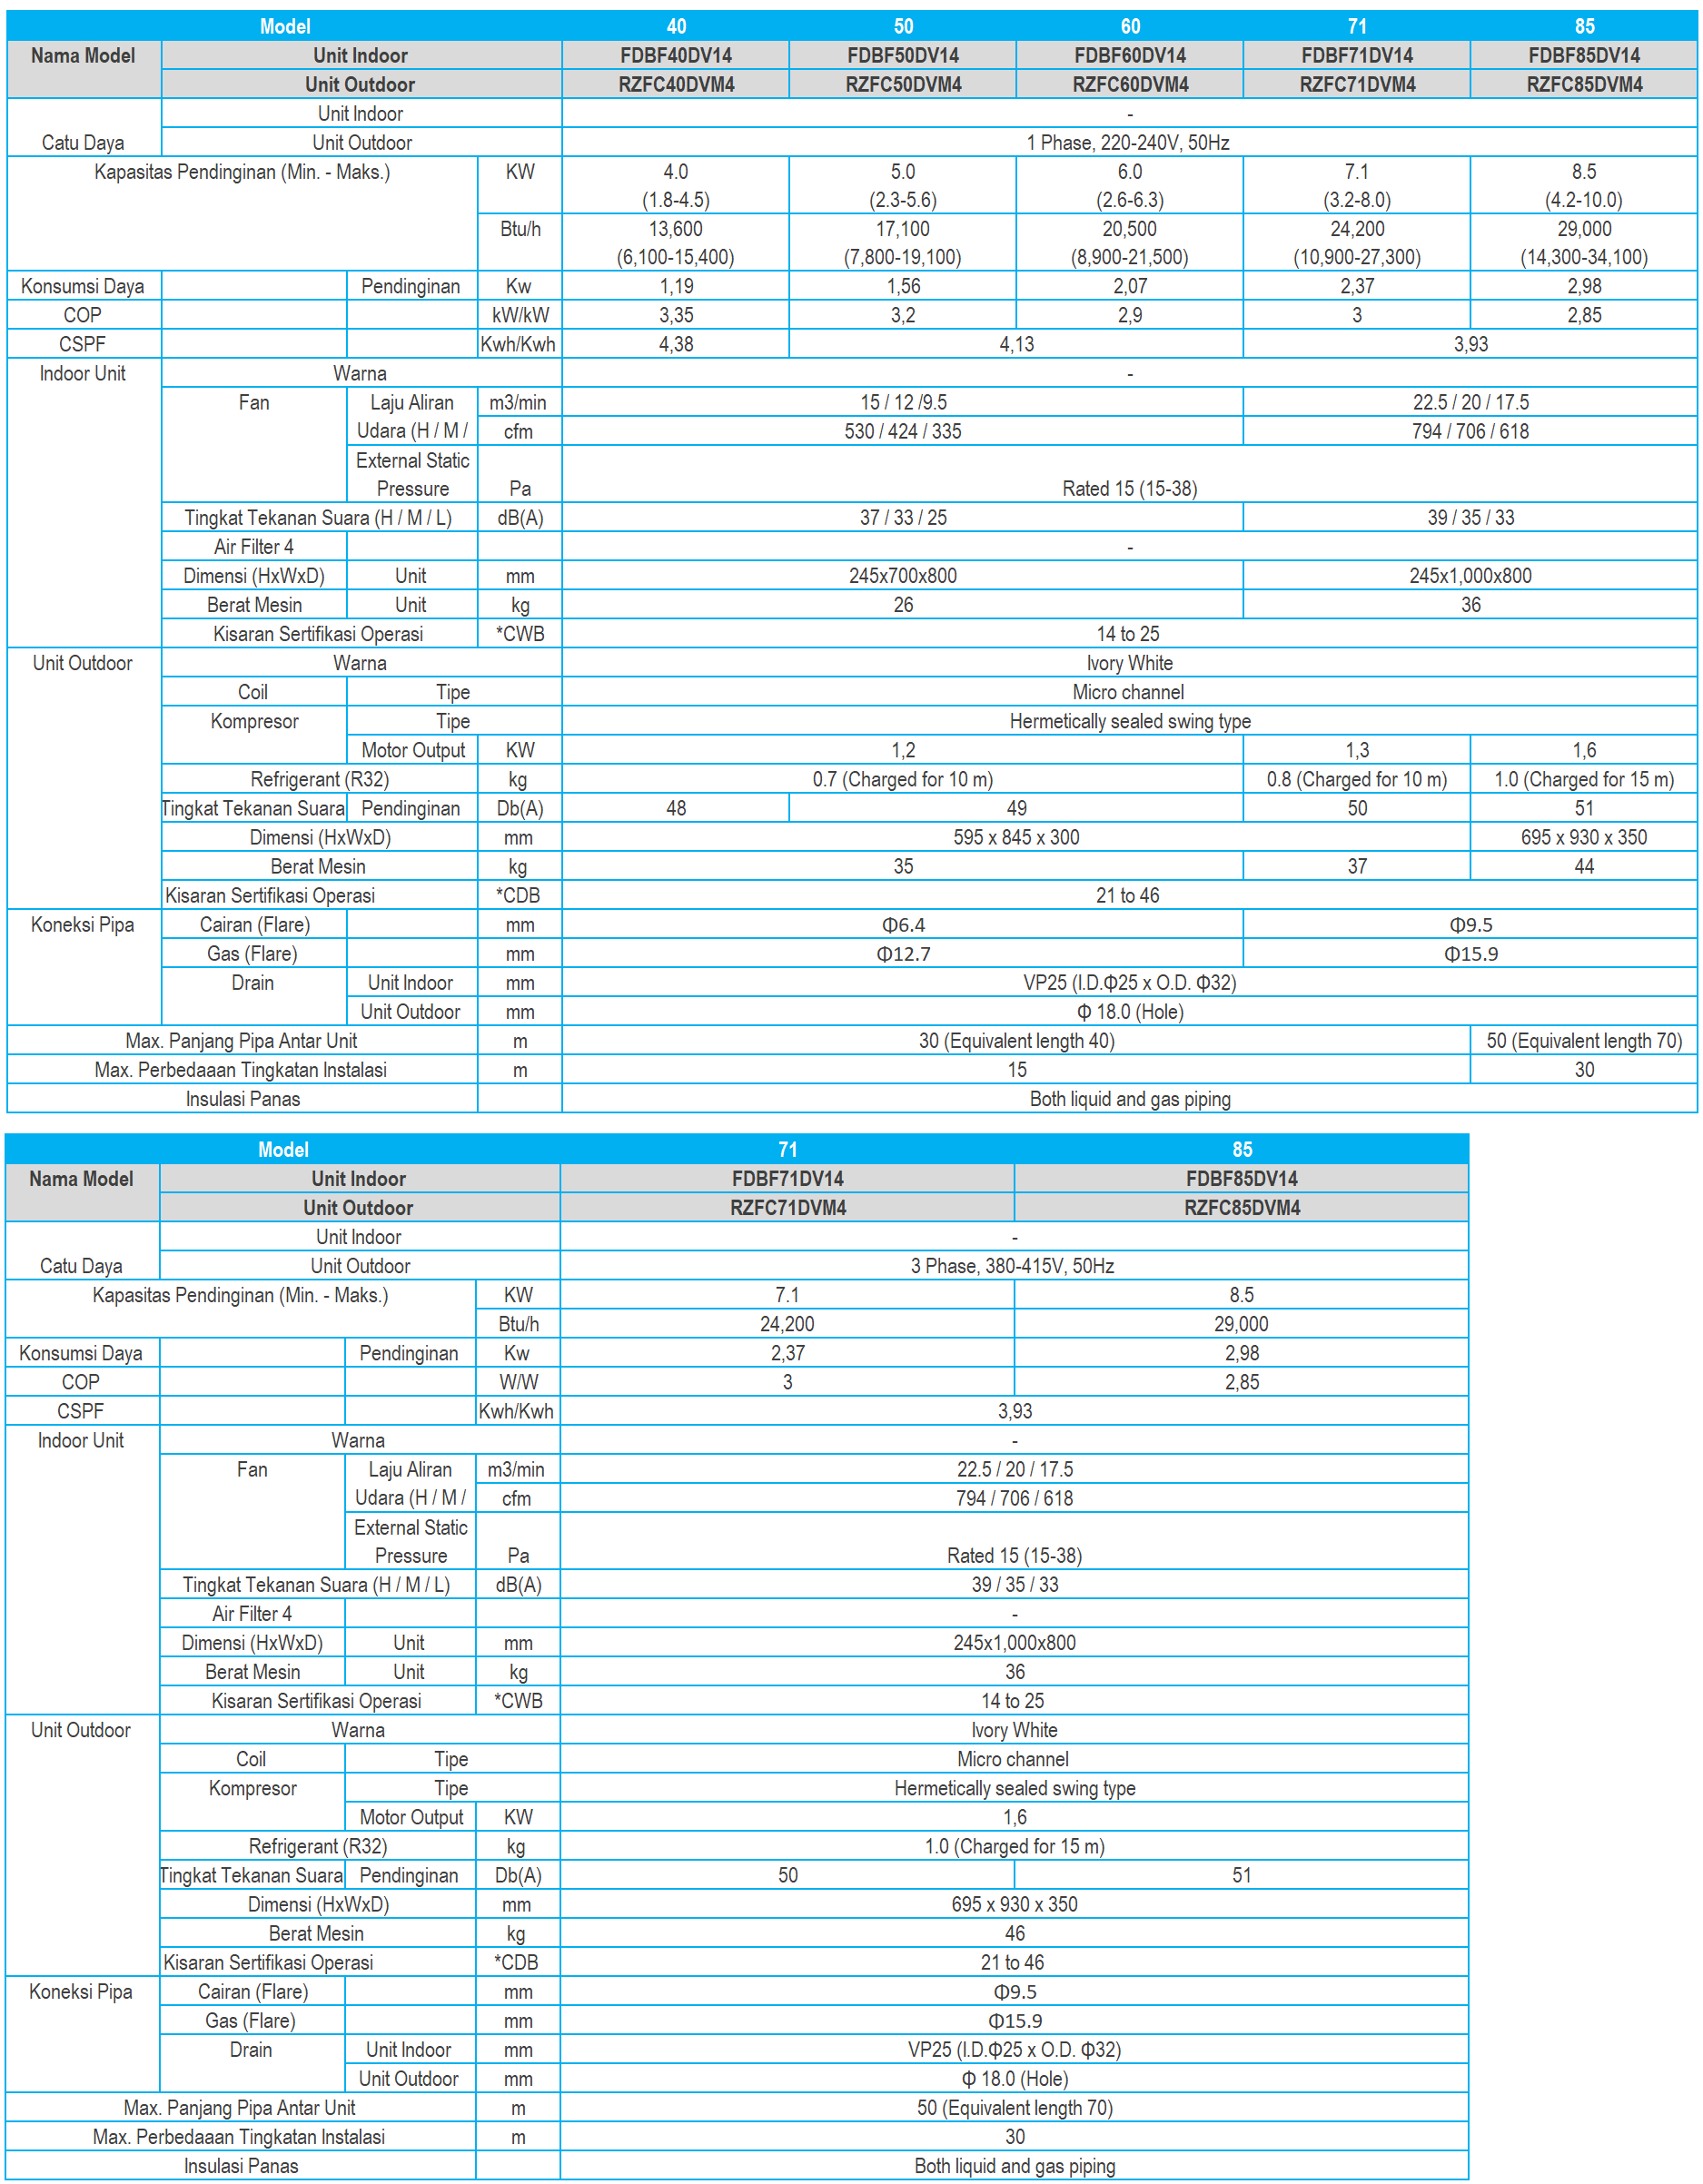 Model 40 50 60 71 85
Nama Model Unit Indoor FDBF40DV14 FDBF50DV14 FDBF60DV14 FDBF71DV14 FDBF85DV14
Unit Outdoor RZFC40DVM4 RZFC50DVM4 RZFC60DVM4 RZFC71DVM4 RZFC85DVM4
Unit Indoor -
Catu Daya Unit Outdoor 1 Phase, 220-240V, 50Hz
Kapasitas Pendinginan (Min. - Maks.) KW 4.0 5.0 6.0 7.1 8.5
(1.8-4.5) (2.3-5.6) (2.6-6.3) (3.2-8.0) (4.2-10.0)
Btu/h 13,600 17,100 20,500 24,200 29,000
(6,100-15,400) (7,800-19,100) (8,900-21,500) (10,900-27,300) (14,300-34,100)
Konsumsi Daya Pendinginan Kw 1,19 1,56 2,07 2,37 2,98
COP kW/kW 3,35 3,2 2,9 3 2,85
CSPF Kwh/Kwh 4,38 4,13 3,93
Indoor Unit Warna -
Fan Laju Aliran m3/min 15 / 12 /9.5 22.5 / 20 / 17.5
Udara (H / M / cfm 530 / 424 / 335 794 / 706 / 618
External Static
Pressure Pa Rated 15 (15-38)
Tingkat Tekanan Suara (H / M / L) dB(A) 37 / 33 / 25 39 / 35 / 33
Air Filter 4 -
Dimensi (HxWxD) Unit mm 245x700x800 245x1,000x800
Berat Mesin Unit kg 26 36
Kisaran Sertifikasi Operasi *CWB 14 to 25
Unit Outdoor Warna Ivory White
Coil Tipe Micro channel
Kompresor Tipe Hermetically sealed swing type
Motor Output KW 1,2 1,3 1,6
Refrigerant (R32) kg 0.7 (Charged for 10 m) 0.8 (Charged for 10 m) 1.0 (Charged for 15 m)
Tingkat Tekanan Suara Pendinginan Db(A) 48 49 50 51
Dimensi (HxWxD) mm 595 x 845 x 300 695 x 930 x 350
Berat Mesin kg 35 37 44
Kisaran Sertifikasi Operasi *CDB 21 to 46
Koneksi Pipa Cairan (Flare) mm Φ6.4 Φ9.5
Gas (Flare) mm Φ12.7 Φ15.9
Drain Unit Indoor mm VP25 (I.D.Φ25 x O.D. Φ32)
Unit Outdoor mm Φ 18.0 (Hole)
Max. Panjang Pipa Antar Unit m 30 (Equivalent length 40) 50 (Equivalent length 70)
Max. Perbedaaan Tingkatan Instalasi m 15 30
Insulasi Panas Both liquid and gas piping
Model 71 85
Nama Model Unit Indoor FDBF71DV14 FDBF85DV14
Unit Outdoor RZFC71DVM4 RZFC85DVM4
Unit Indoor -
Catu Daya Unit Outdoor 3 Phase, 380-415V, 50Hz
Kapasitas Pendinginan (Min. - Maks.) KW 7.1 8.5
Btu/h 24,200 29,000
Konsumsi Daya Pendinginan Kw 2,37 2,98
COP W/W 3 2,85
CSPF Kwh/Kwh 3,93
Indoor Unit Warna -
Fan Laju Aliran m3/min 22.5 / 20 / 17.5
Udara (H / M / cfm 794 / 706 / 618
External Static
Pressure Pa Rated 15 (15-38)
Tingkat Tekanan Suara (H / M / L) dB(A) 39 / 35 / 33
Air Filter 4 -
Dimensi (HxWxD) Unit mm 245x1,000x800
Berat Mesin Unit kg 36
Kisaran Sertifikasi Operasi *CWB 14 to 25
Unit Outdoor Warna Ivory White
Coil Tipe Micro channel
Kompresor Tipe Hermetically sealed swing type
Motor Output KW 1,6
Refrigerant (R32) kg 1.0 (Charged for 15 m)
Tingkat Tekanan Suara Pendinginan Db(A) 50 51
Dimensi (HxWxD) mm 695 x 930 x 350
Berat Mesin kg 46
Kisaran Sertifikasi Operasi *CDB 21 to 46
Koneksi Pipa Cairan (Flare) mm Φ9.5
Gas (Flare) mm Φ15.9
Drain Unit Indoor mm VP25 (I.D.Φ25 x O.D. Φ32)
Unit Outdoor mm Φ 18.0 (Hole)
Max. Panjang Pipa Antar Unit m 50 (Equivalent length 70)
Max. Perbedaaan Tingkatan Instalasi m 30
Insulasi Panas Both liquid and gas piping